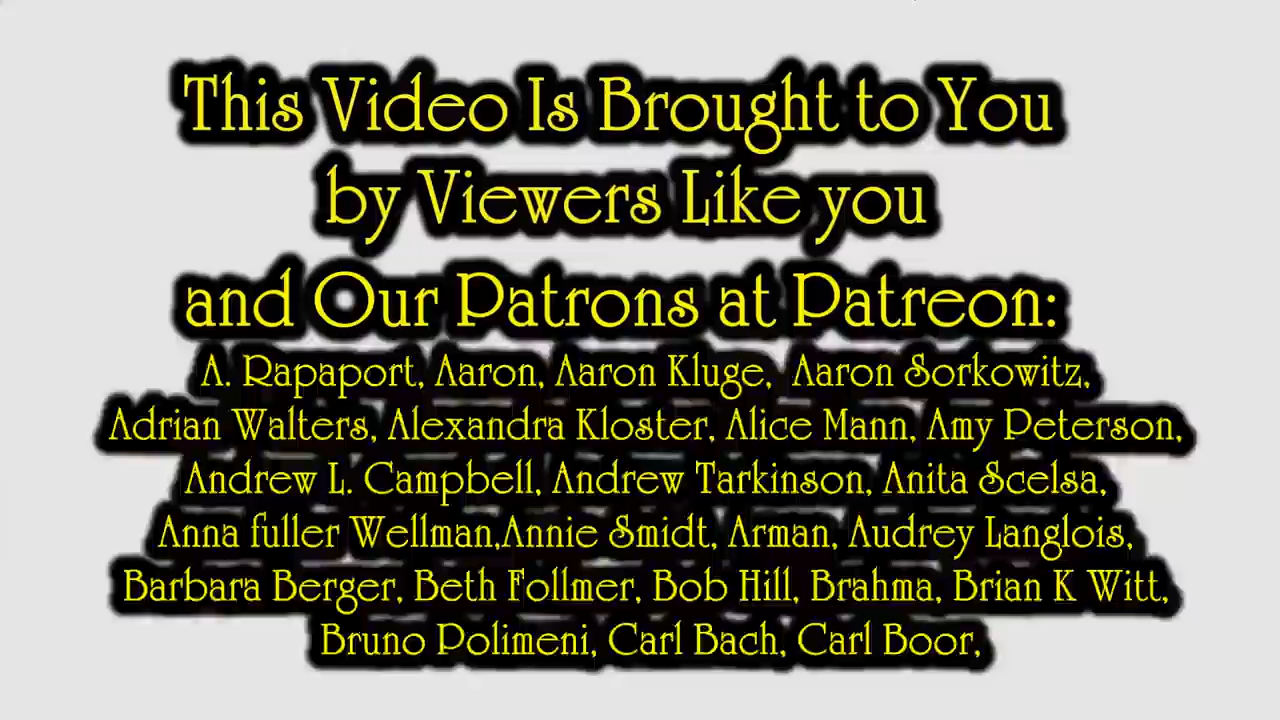 This Video Is Brought to You
by Viewers Like you
and Our Patrons at Patreon:
A. Rapaport, Aaron, Aaron Kluge, Aaron Sorkowitz,
Adrian Walters, Alexandra Kloster, Alice Mann, Amy Peterson,
Andrew L. Campbell, Andrew Tarkinson, Anita Scelsa,
Anna fuller Wellman,Annie Smidt, Arman, Audrey Langlois,
Barbara Berger, Beth Follmer, Bob Hill, Brahma, Brian K Witt,
Bruno Polimeni, Carl Bach, Carl Boor,